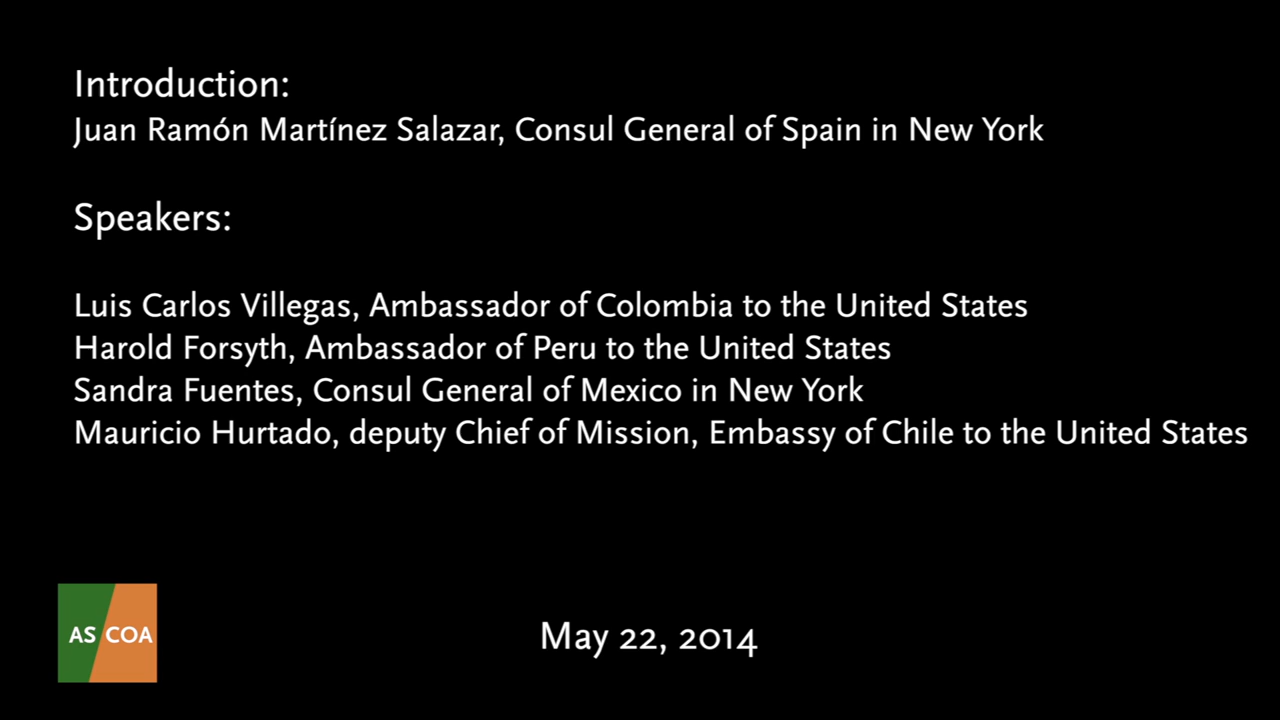 Introduction:
Juan Ramón Martínez Salazar, Consul General of Spain in New York
Speakers:
Luis Carlos Villegas, Ambassador of Colombia to the United States
Harold Forsyth, Ambassador of Peru to the United States
Sandra Fuentes, Consul General of Mexico in New York
Mauricio Hurtado, deputy Chief of Mission, Embassy of Chile to the United States
AS COA
May 22, 2014